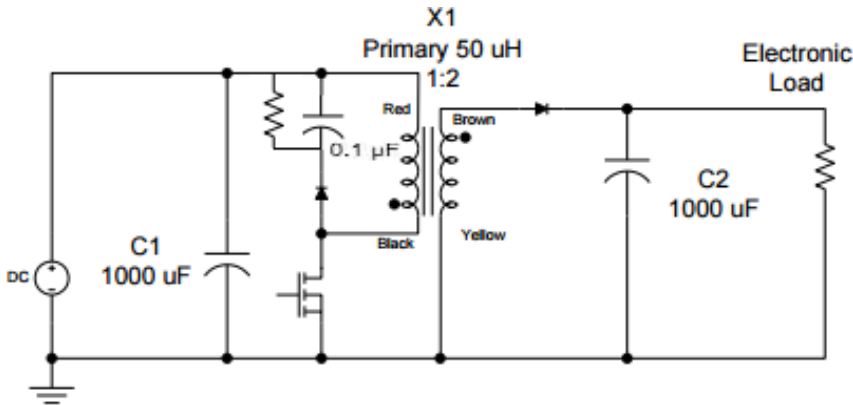 X1
Primary 50 uH
1:2
Electronic
Load
Red
Brown
0.1 µF
C2
1000 uF
Black
Yellow
C1
1000 uF
DC